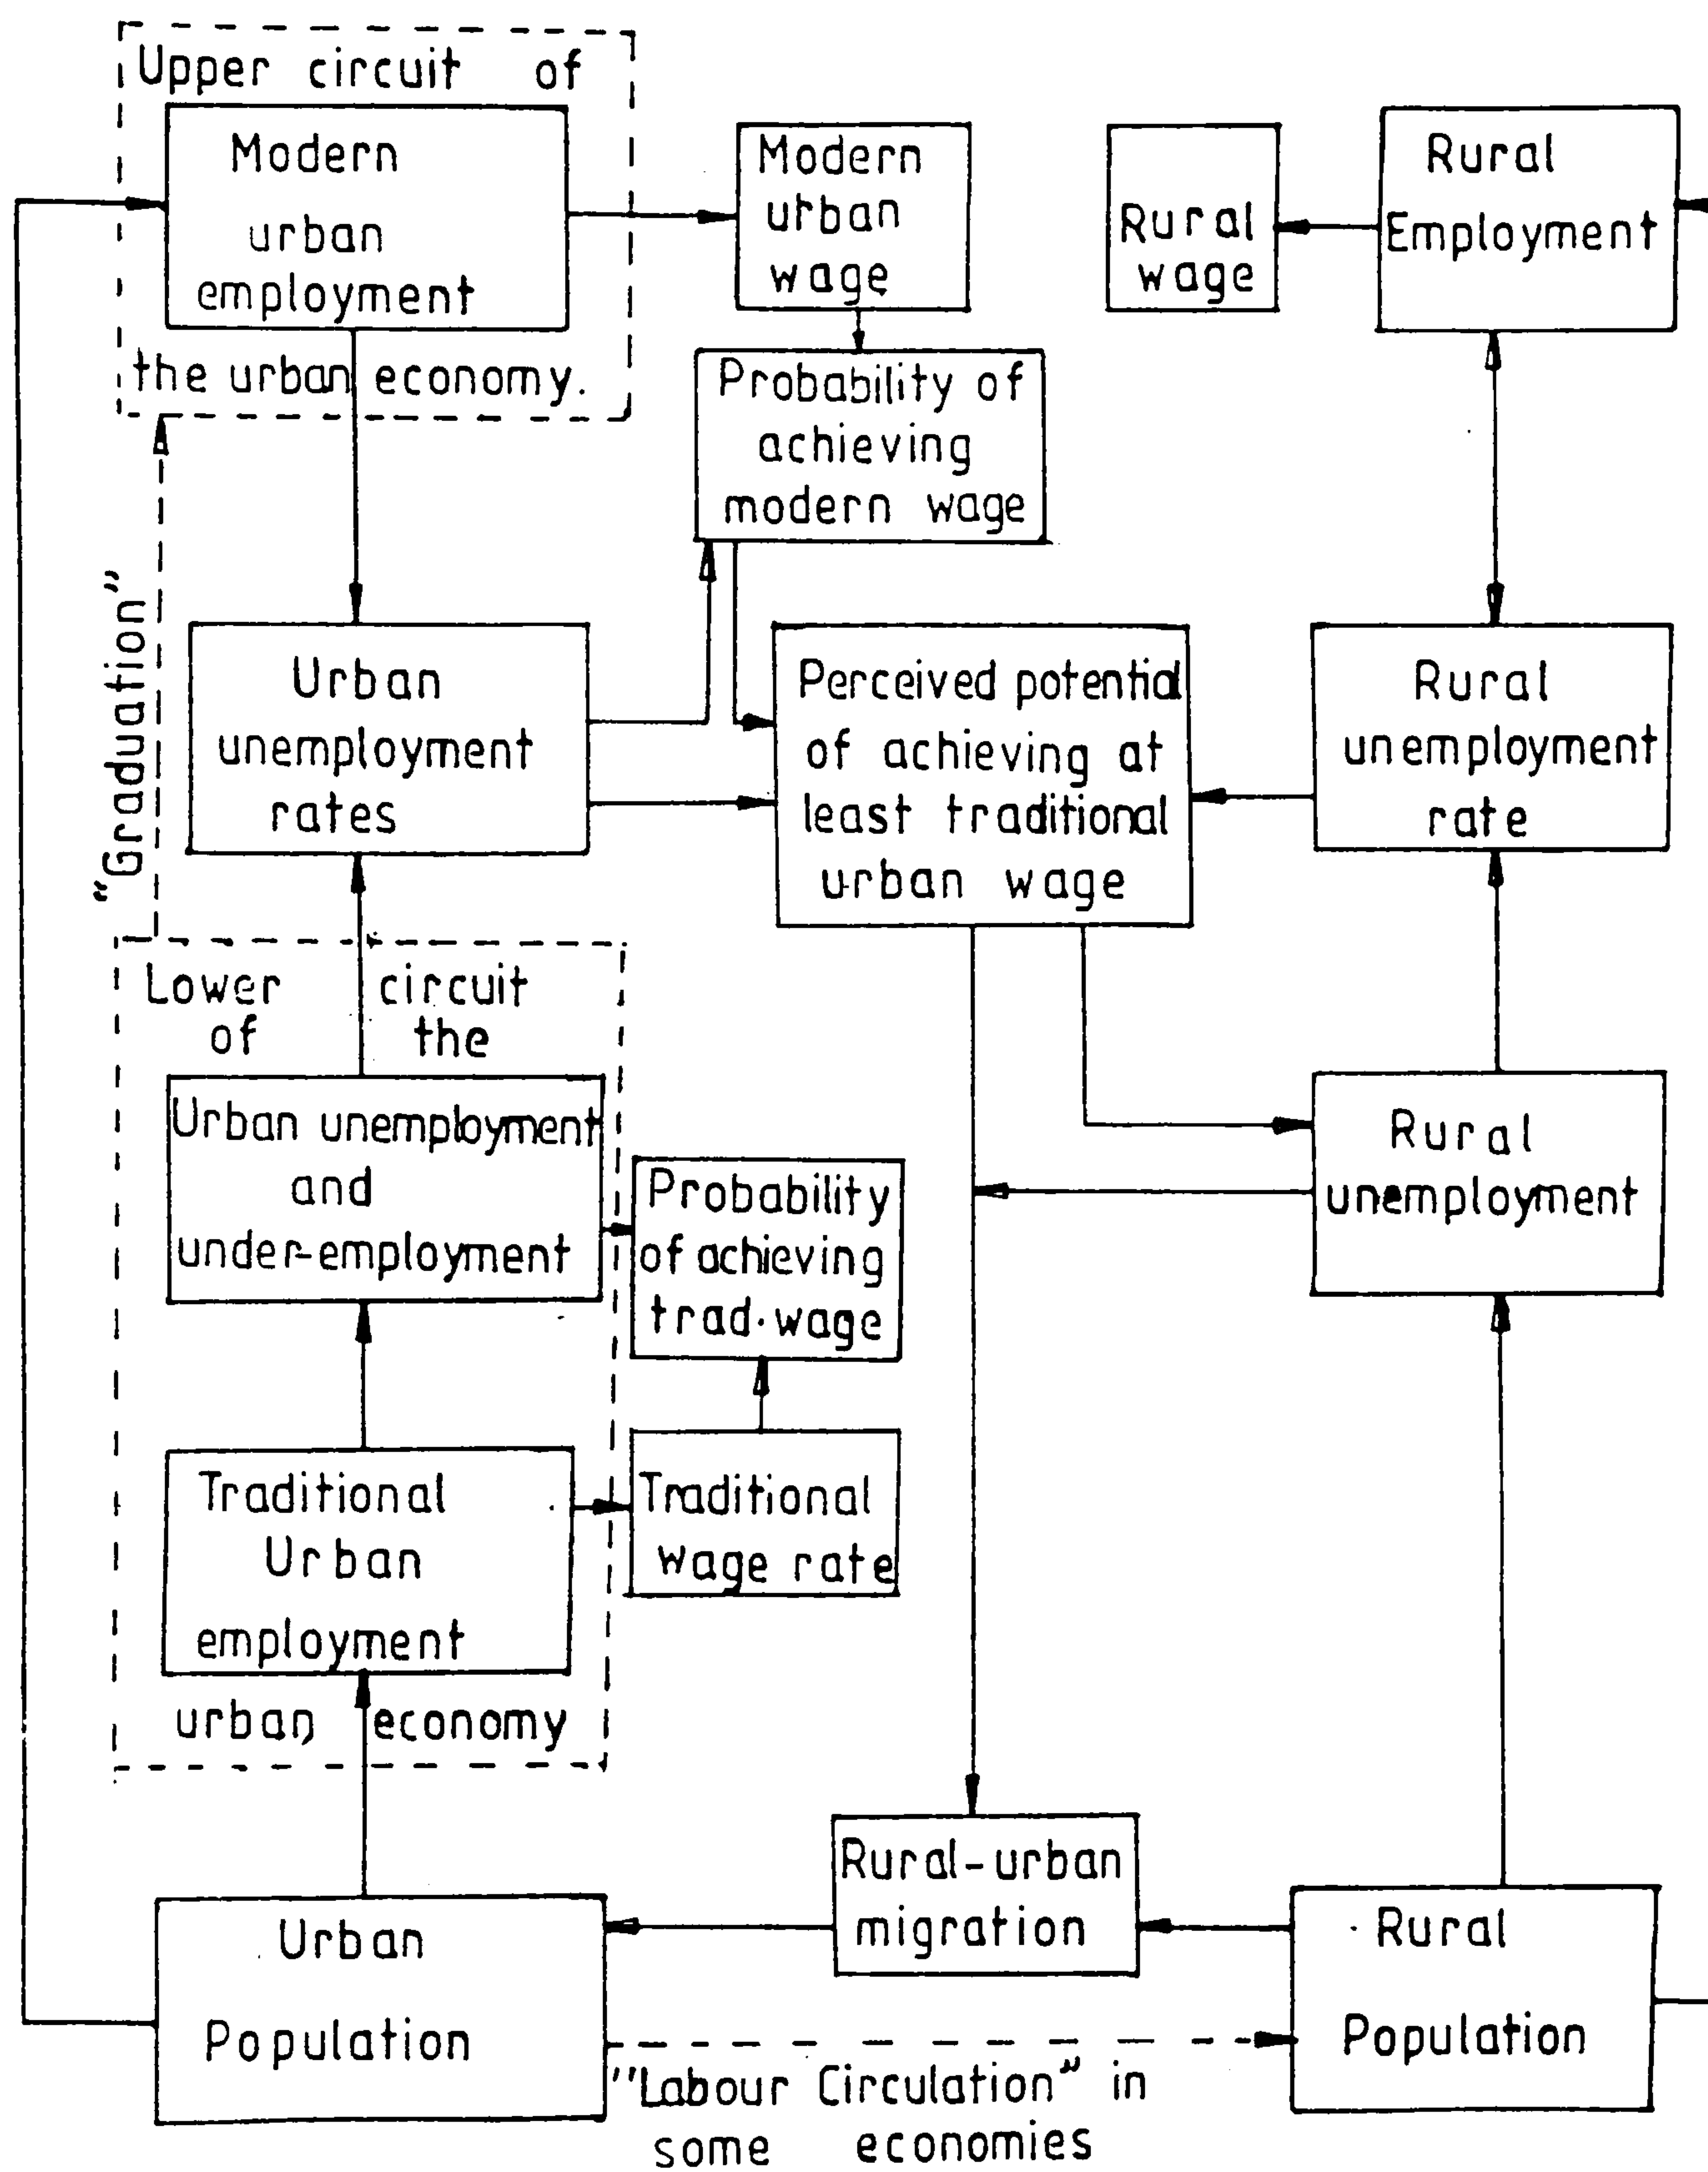 Upper circuit of
Modern
urban
employment
the urban economy.
Modern
urban
wage
Rural
wage
Rural
Employment
Probability of
achieving
modern wage
"Graduation"
Urban
unemployment
rates
Perceived potential
of achieving at
least traditional
urban wage
Rural
unemployment
rate
Lower circuit
of the
Urban unemployment
and
under-employment
Probability
of achieving
trad. wage
Rural
unemployment
Traditional
Urban
employment
Traditional
wage rate
urban economy
Rural-urban
migration
Urban
Population
Rural
Population
"Labour Circulation" in
some economies